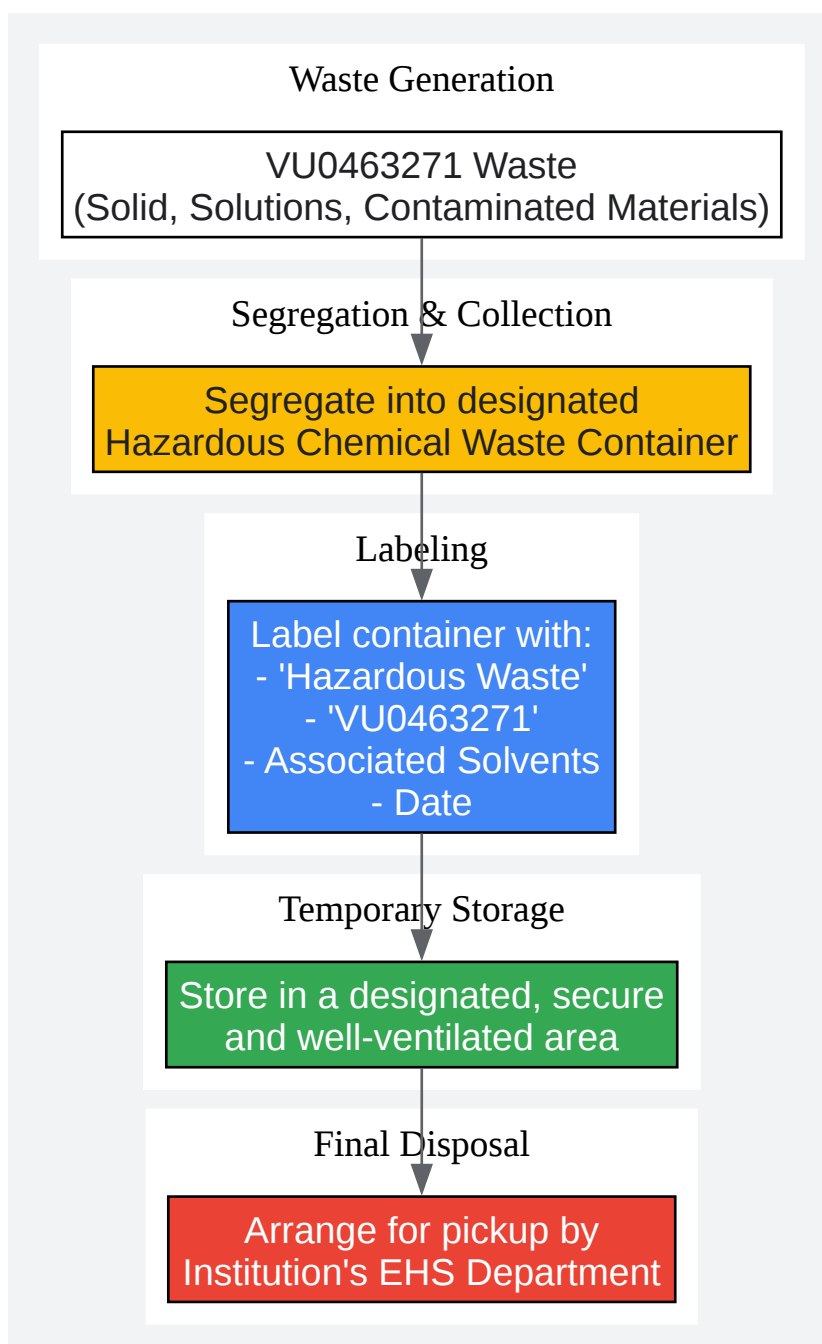 Waste Generation
VU0463271 Waste
(Solid, Solutions, Contaminated Materials)
Segregation & Collection
Segregate into designated
Hazardous Chemical Waste Container
Labeling
Label container with:
- 'Hazardous Waste'
- 'VU0463271'
- Associated Solvents
- Date
Temporary Storage
Store in a designated, secure
and well-ventilated area
Final Disposal
Arrange for pickup by
Institution's EHS Department